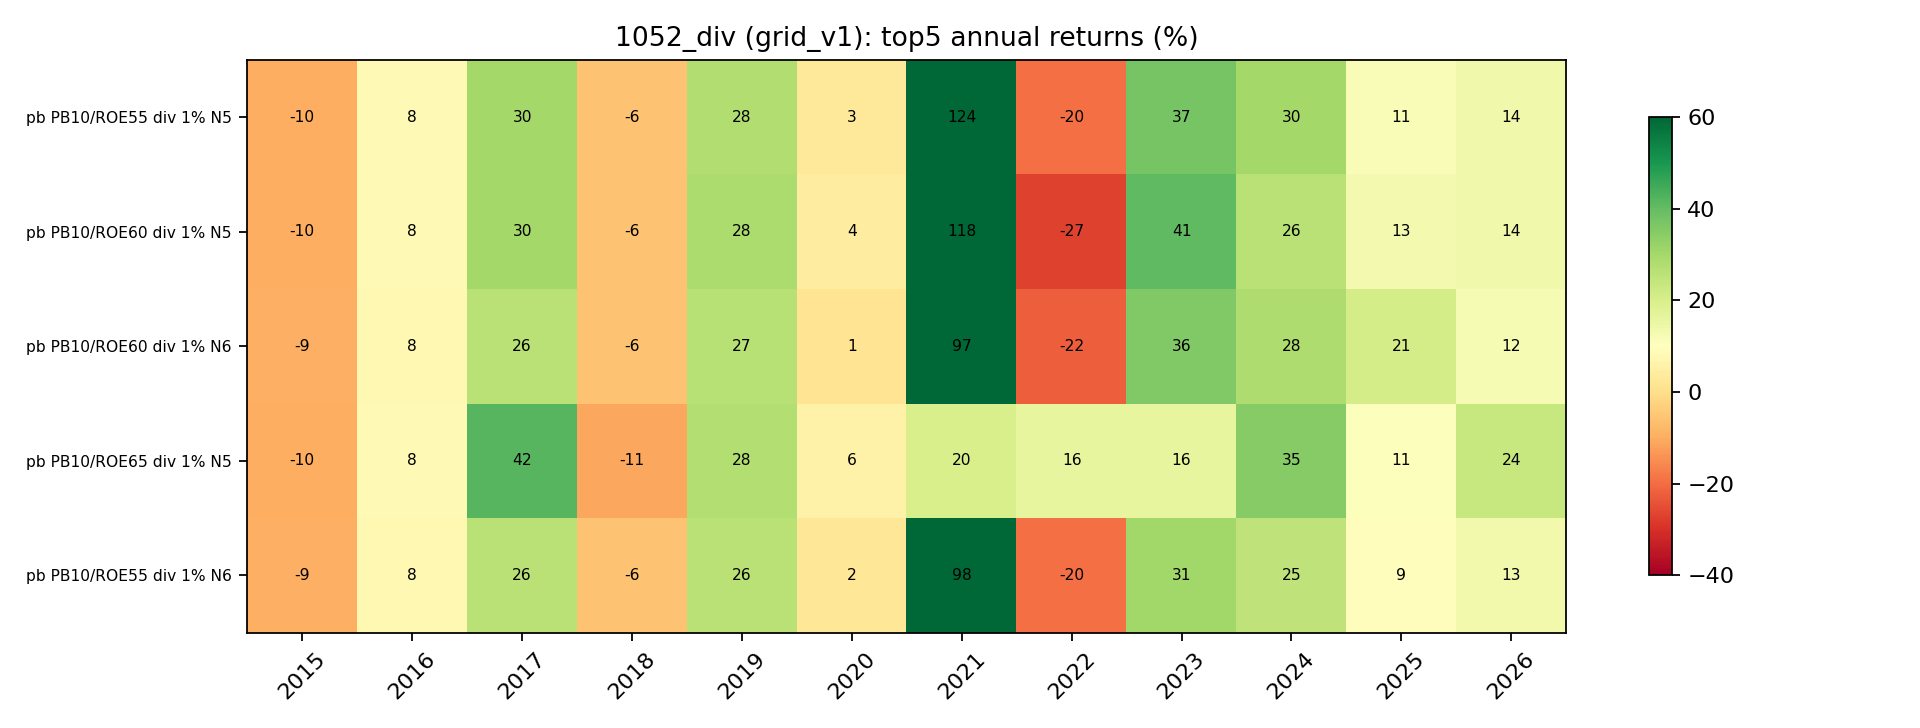 1052_div (grid_v1): top5 annual returns (%)
pb PB10/ROE55 div 1% N5 -10 8 30 -6 28 3 124 -20 37 30 11 14
pb PB10/ROE60 div 1% N5 -10 8 30 -6 28 4 118 -27 41 26 13 14
pb PB10/ROE60 div 1% N6 -9 8 26 -6 27 1 97 -22 36 28 21 12
pb PB10/ROE65 div 1% N5 -10 8 42 -11 28 6 20 16 16 35 11 24
pb PB10/ROE55 div 1% N6 -9 8 26 -6 26 2 98 -20 31 25 9 13
2015 2016 2017 2018 2019 2020 2021 2022 2023 2024 2025 2026
60
40
20
0
−20
−40